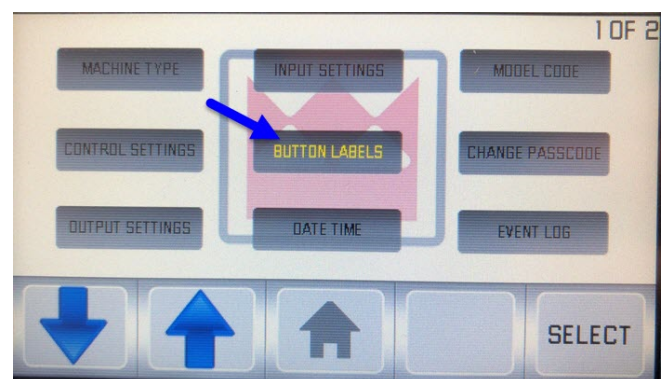 1 OF 2
MACHINE TYPE
INPUT SETTINGS
MODEL CODE
CONTROL SETTINGS
BUTTON LABELS
CHANGE PASSCODE
OUTPUT SETTINGS
DATE TIME
EVENT LOG
SELECT